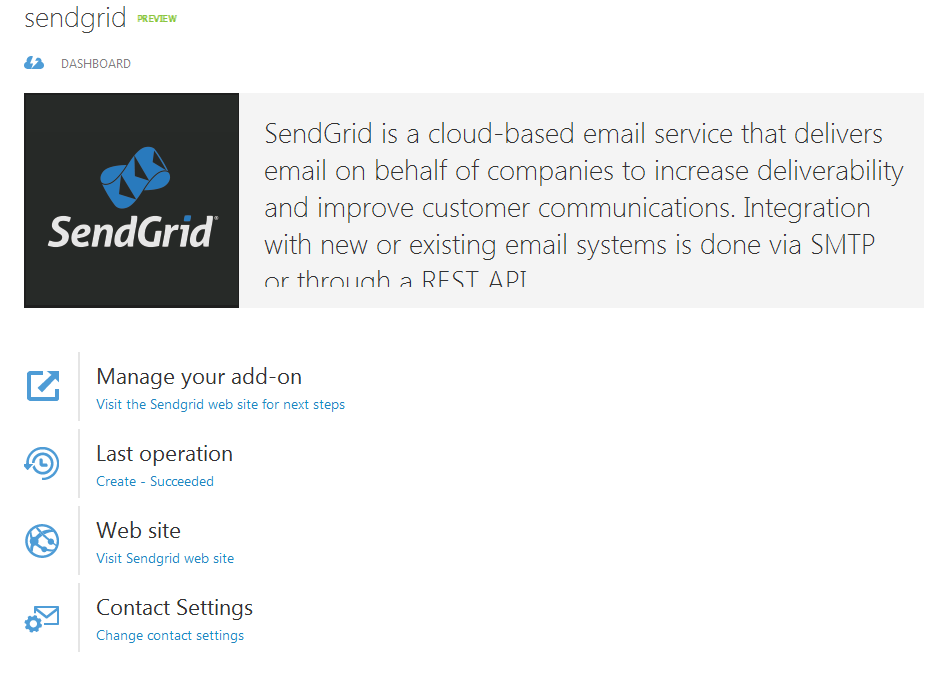 sendgrid PREVIEW
DASHBOARD
SendGrid®
SendGrid is a cloud-based email service that delivers
email on behalf of companies to increase deliverability
and improve customer communications. Integration
with new or existing email systems is done via SMTP
or through a REST API
Manage your add-on
Visit the Sendgrid web site for next steps
Last operation
Create - Succeeded
Web site
Visit Sendgrid web site
Contact Settings
Change contact settings